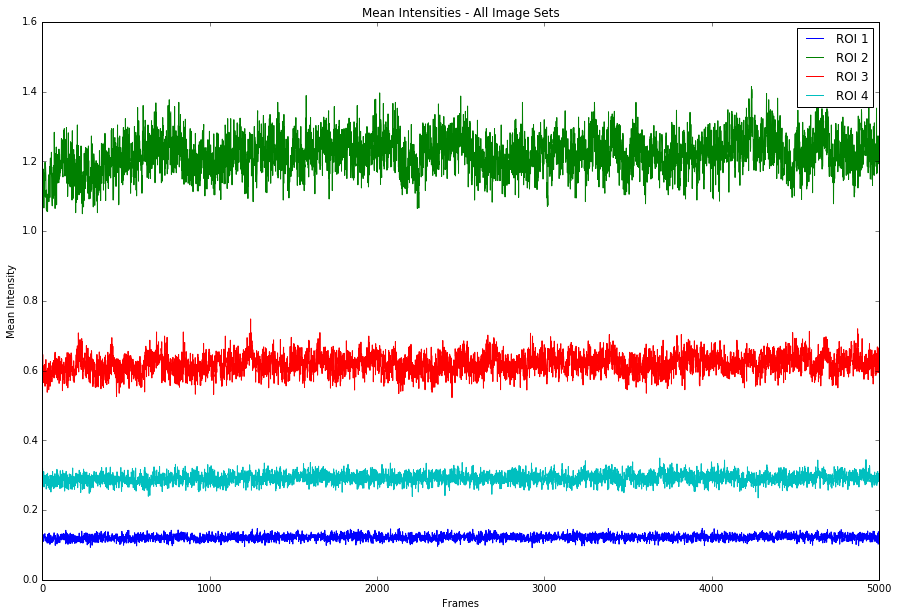 Mean Intensities - All Image Sets
1.6
1.4
1.2
1.0
0.8
0.6
0.4
0.2
0.0
Mean Intensity
ROI 1
ROI 2
ROI 3
ROI 4
0 1000 2000 3000 4000 5000
Frames